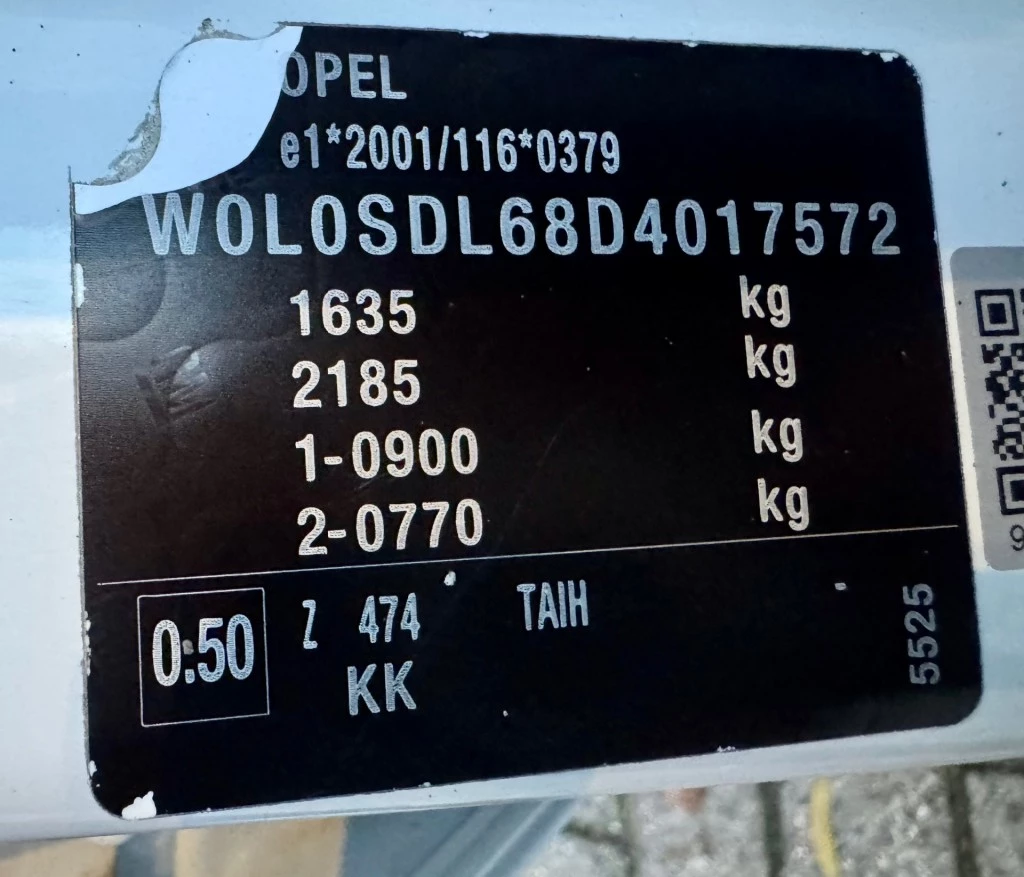 OPEL
e1*2001/116*0379
W0L0SDL68D4017572
1635 kg
2185 kg
1-0900 kg
2-0770 kg
0:50 Z 474 TAIH -
KK
5525
9